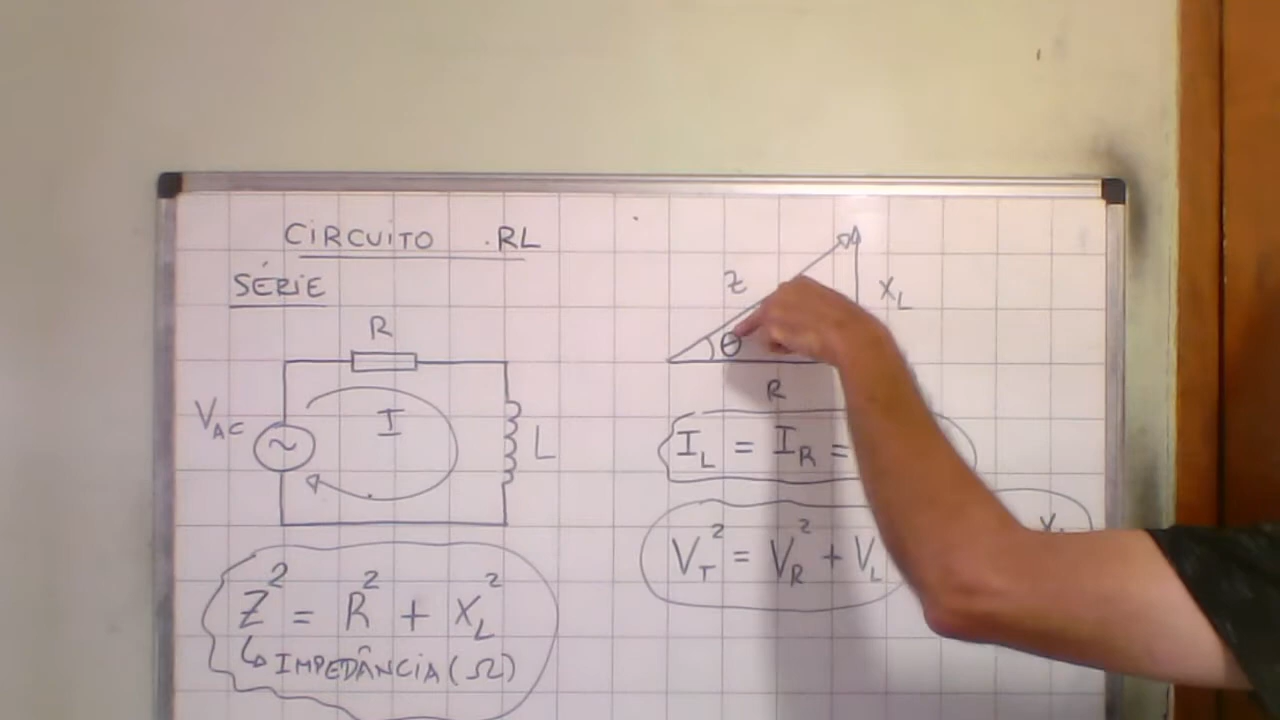 CIRCUITO RL
SÉRIE
R
V_AC
I
L
Z² = R² + X_L²
↳ IMPEDÂNCIA (Ω)
Z
X_L
θ
R
I_L = I_R =
V_T² = V_R² + V_L